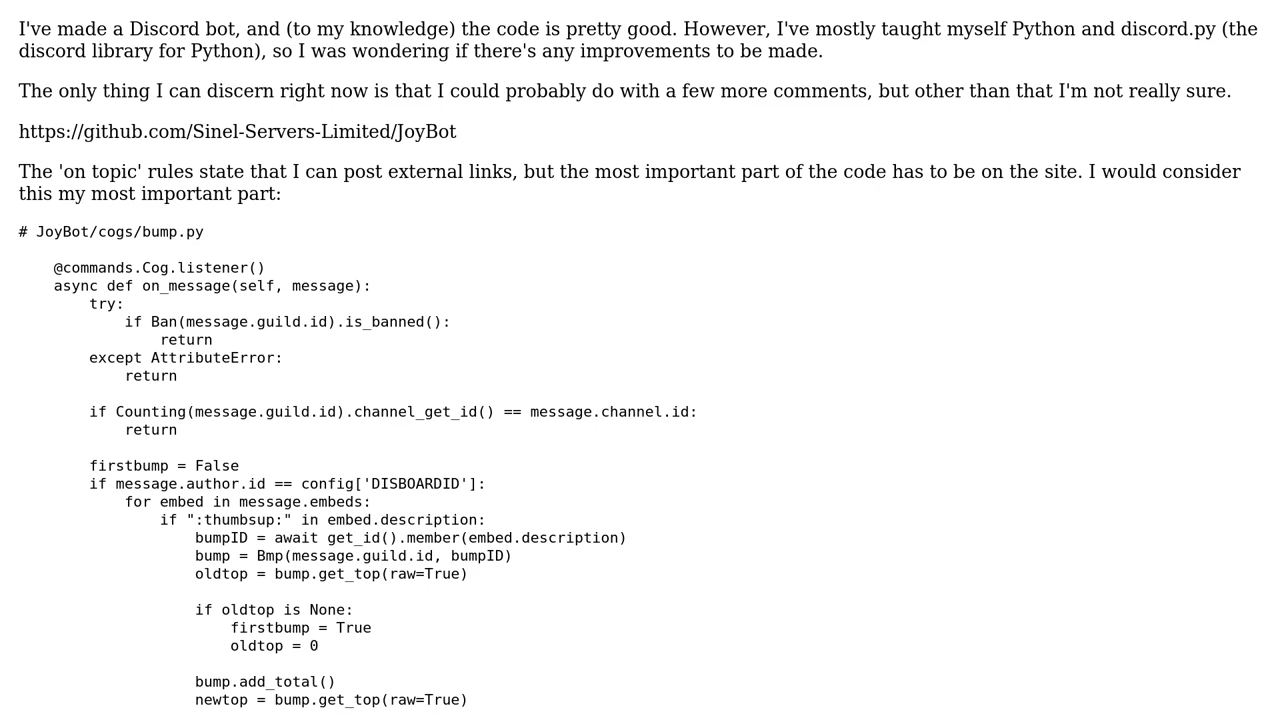 I've made a Discord bot, and (to my knowledge) the code is pretty good. However, I've mostly taught myself Python and discord.py (the
discord library for Python), so I was wondering if there's any improvements to be made.

The only thing I can discern right now is that I could probably do with a few more comments, but other than that I'm not really sure.

https://github.com/Sinel-Servers-Limited/JoyBot

The 'on topic' rules state that I can post external links, but the most important part of the code has to be on the site. I would consider
this my most important part:

# JoyBot/cogs/bump.py

    @commands.Cog.listener()
    async def on_message(self, message):
        try:
            if Ban(message.guild.id).is_banned():
                return
        except AttributeError:
            return

        if Counting(message.guild.id).channel_get_id() == message.channel.id:
            return

        firstbump = False
        if message.author.id == config['DISBOARDID']:
            for embed in message.embeds:
                if ":thumbsup:" in embed.description:
                    bumpID = await get_id().member(embed.description)
                    bump = Bmp(message.guild.id, bumpID)
                    oldtop = bump.get_top(raw=True)

                    if oldtop is None:
                        firstbump = True
                        oldtop = 0

                    bump.add_total()
                    newtop = bump.get_top(raw=True)